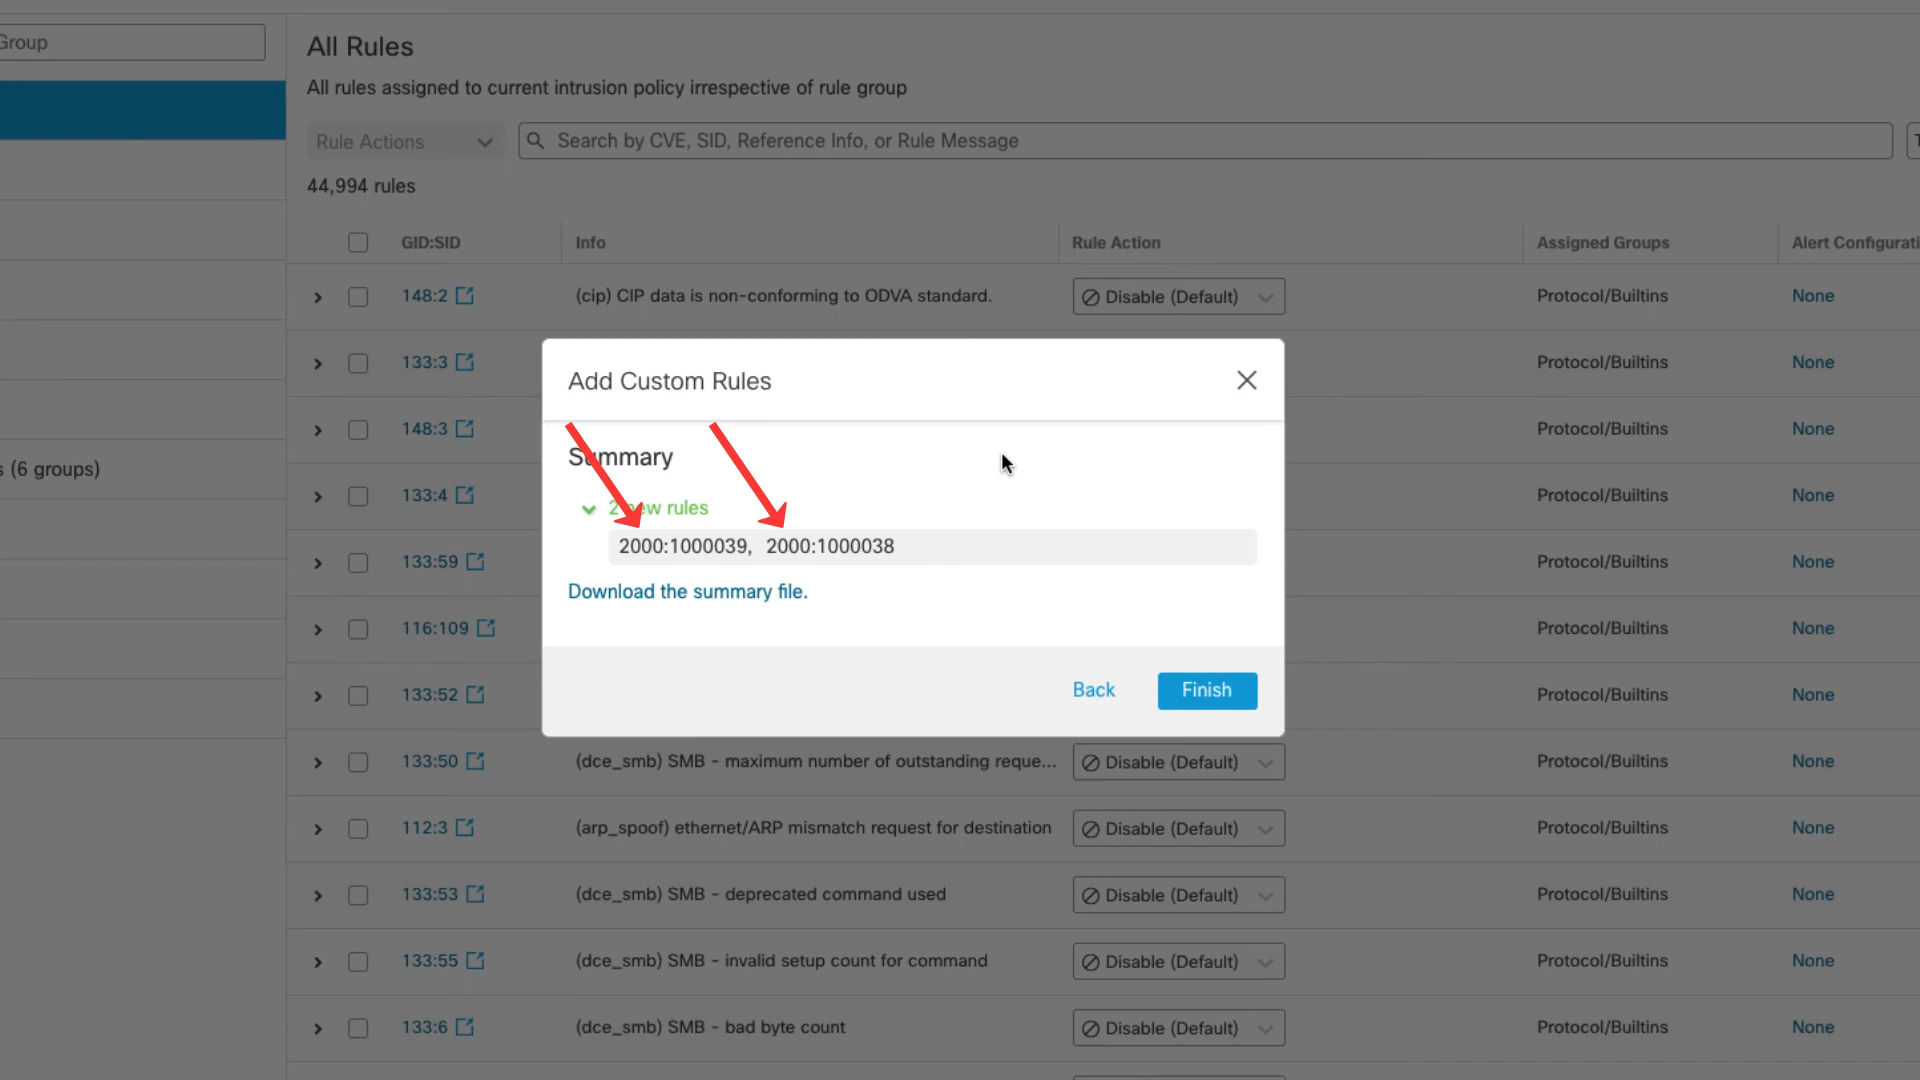 Group
All Rules
All rules assigned to current intrusion policy irrespective of rule group
Rule Actions
Search by CVE, SID, Reference Info, or Rule Message
44,994 rules
GID:SID Info Rule Action Assigned Groups Alert Configurati
148:2 (cip) CIP data is non-conforming to ODVA standard. Disable (Default) Protocol/Builtins None
133:3 Protocol/Builtins None
148:3 Protocol/Builtins None
s (6 groups)
133:4 Protocol/Builtins None
133:59 Protocol/Builtins None
116:109 Protocol/Builtins None
133:52 Protocol/Builtins None
Add Custom Rules
Summary
2 new rules
2000:1000039, 2000:1000038
Download the summary file.
Back Finish
133:50 (dce_smb) SMB - maximum number of outstanding reque... Disable (Default) Protocol/Builtins None
112:3 (arp_spoof) ethernet/ARP mismatch request for destination Disable (Default) Protocol/Builtins None
133:53 (dce_smb) SMB - deprecated command used Disable (Default) Protocol/Builtins None
133:55 (dce_smb) SMB - invalid setup count for command Disable (Default) Protocol/Builtins None
133:6 (dce_smb) SMB - bad byte count Disable (Default) Protocol/Builtins None